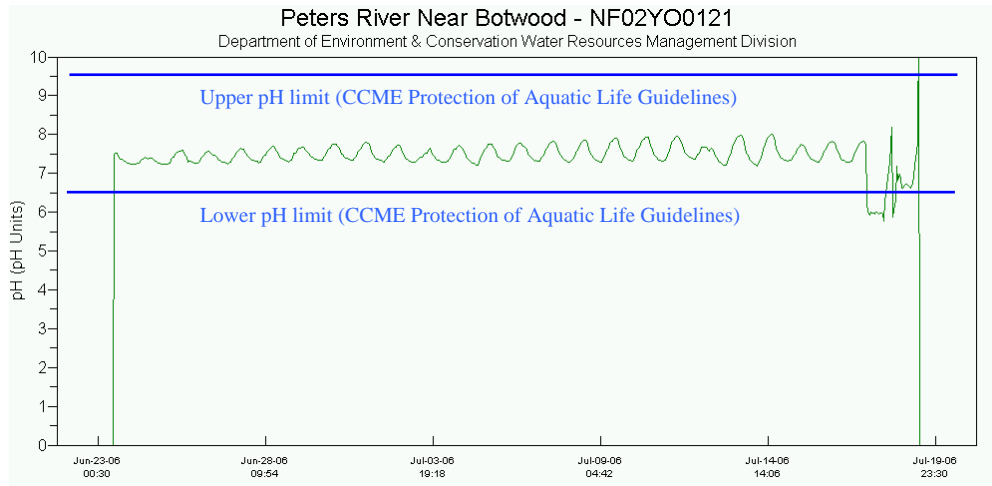 Peters River Near Botwood - NF02YO0121
Department of Environment & Conservation Water Resources Management Division
10
Upper pH limit (CCME Protection of Aquatic Life Guidelines)
9
8
7
Lower pH limit (CCME Protection of Aquatic Life Guidelines)
6
5
4
3
2
1
0
pH (pH Units)
Jun-23-06 Jun-28-06 Jul-03-06 Jul-09-06 Jul-14-06 Jul-19-06
00:30 09:54 19:18 04:42 14:06 23:30